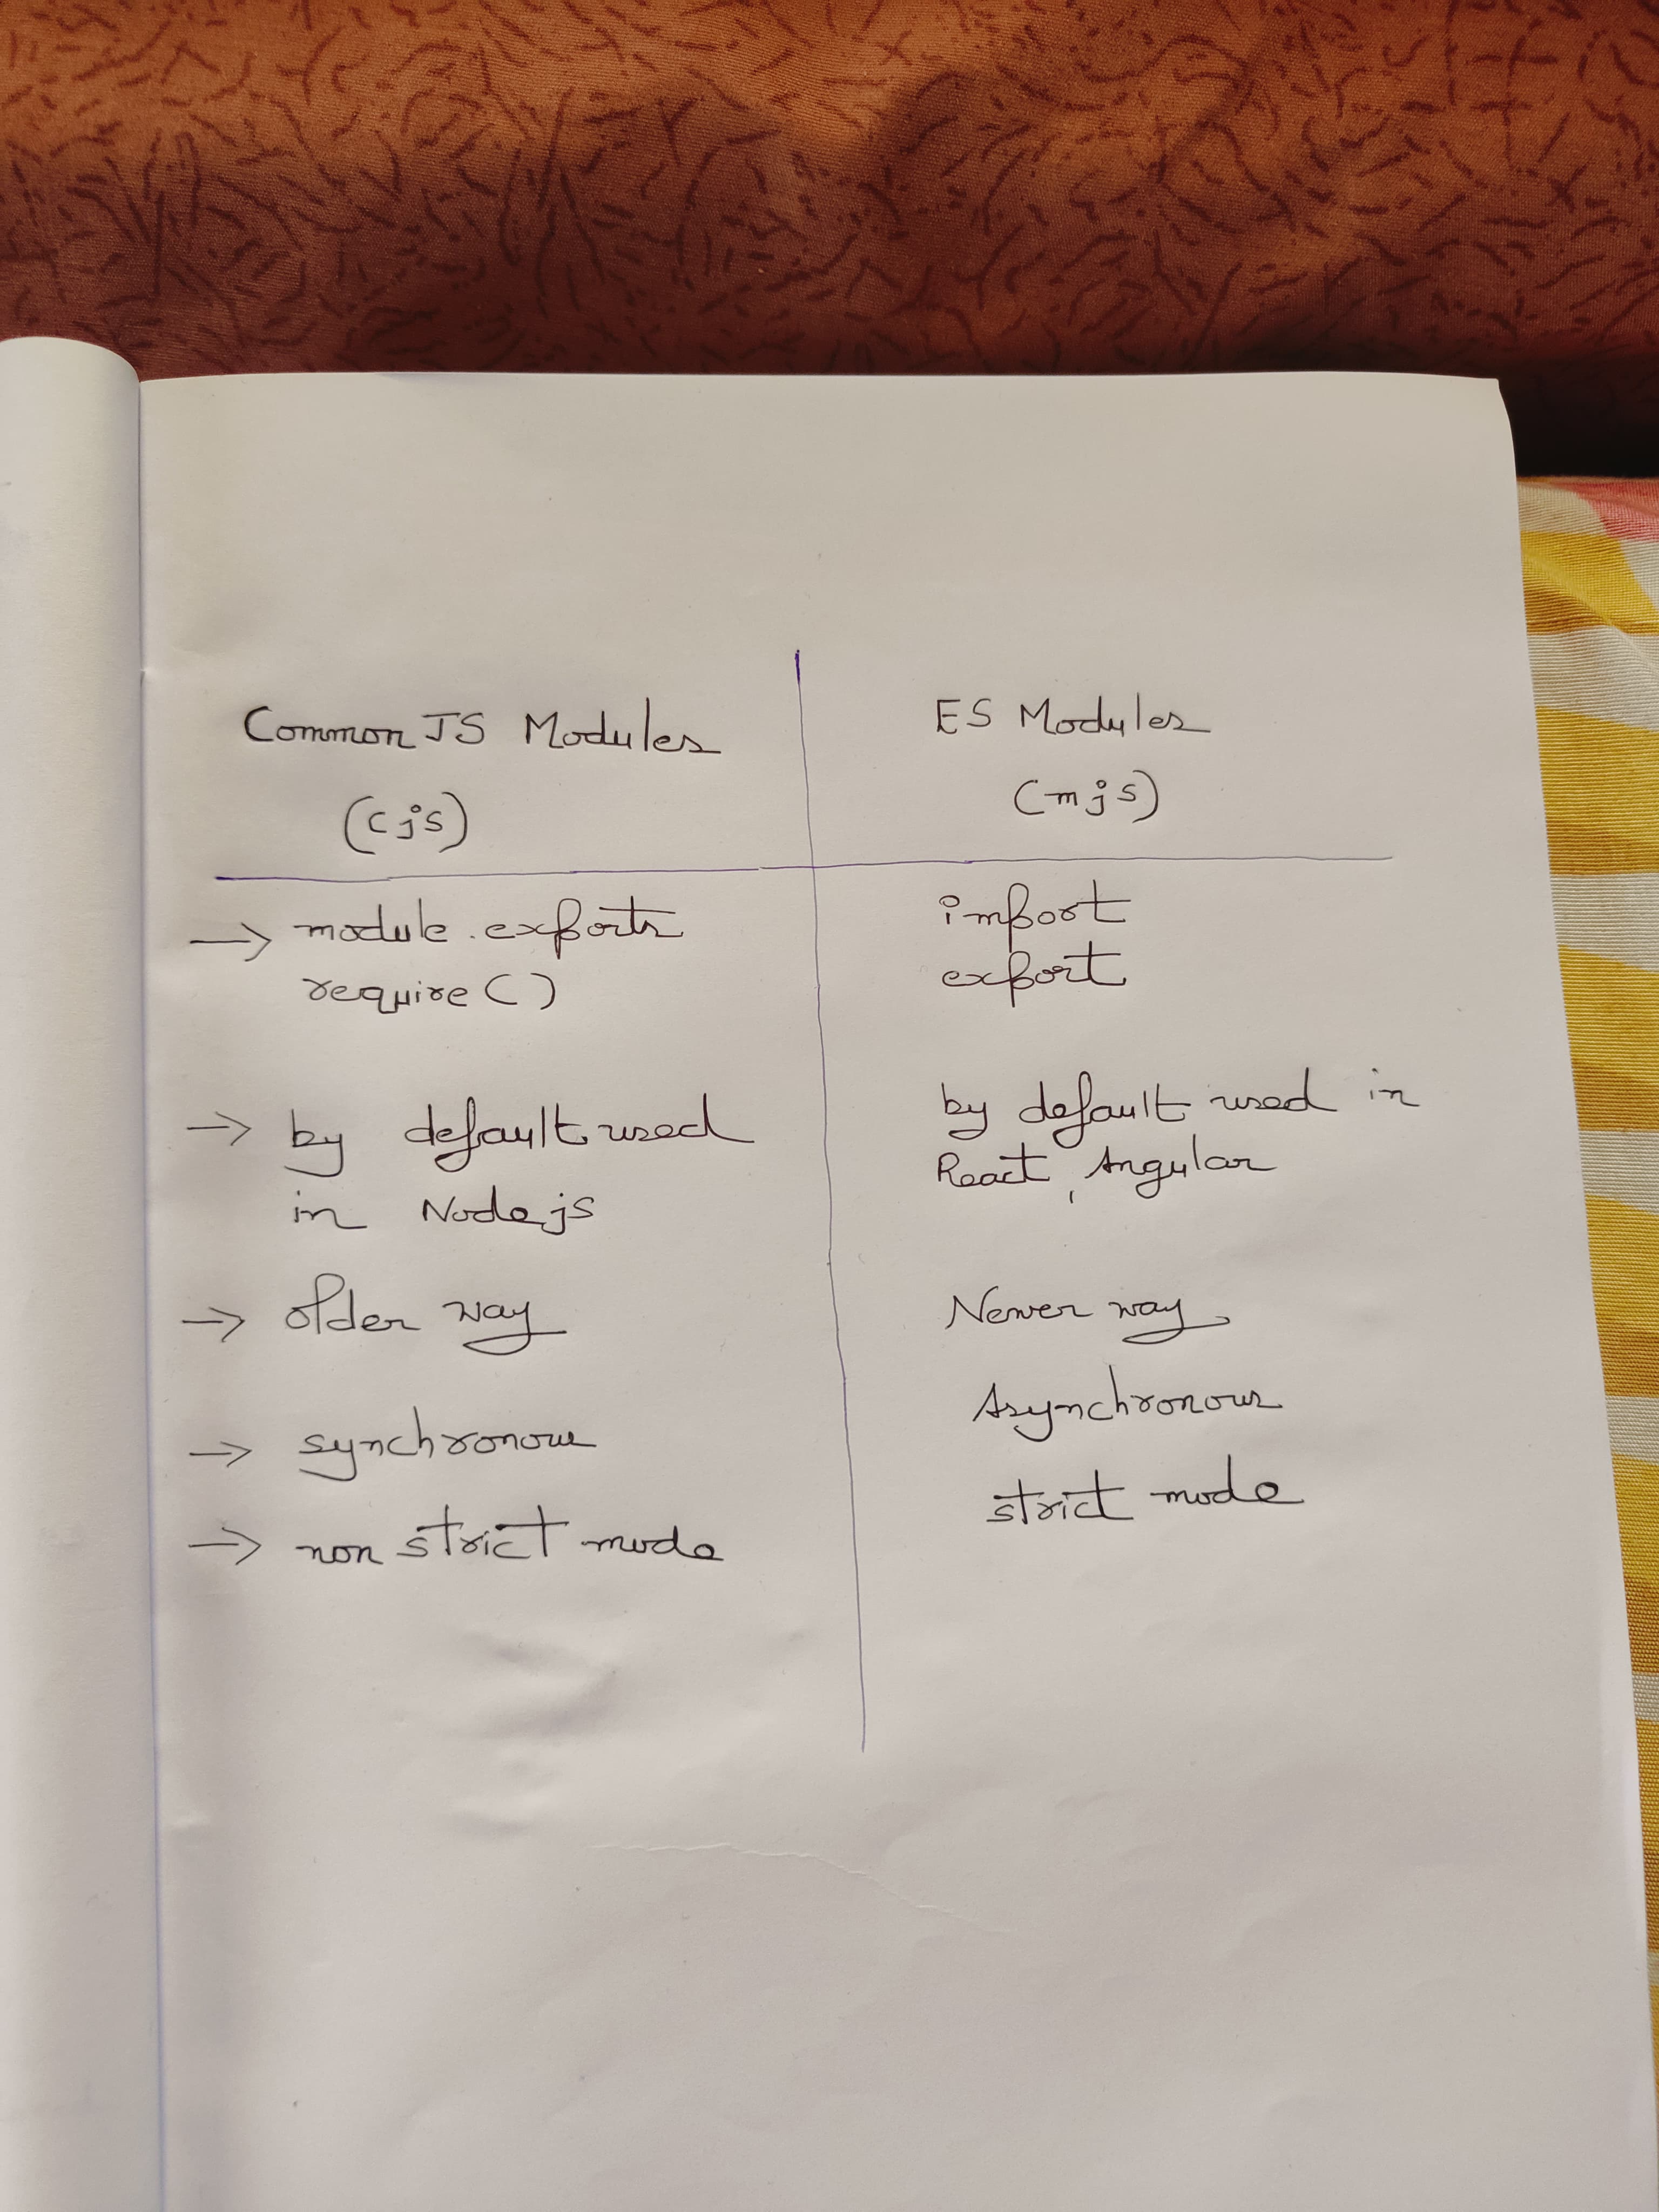 Common JS Modules
(cjs)
→ module.exports
require()
→ by default used
in Nodejs
→ older way
→ synchronous
→ non strict mode
ES Modules
(mjs)
import
export
by default used in
React, Angular
Newer way
Asynchronous
strict mode